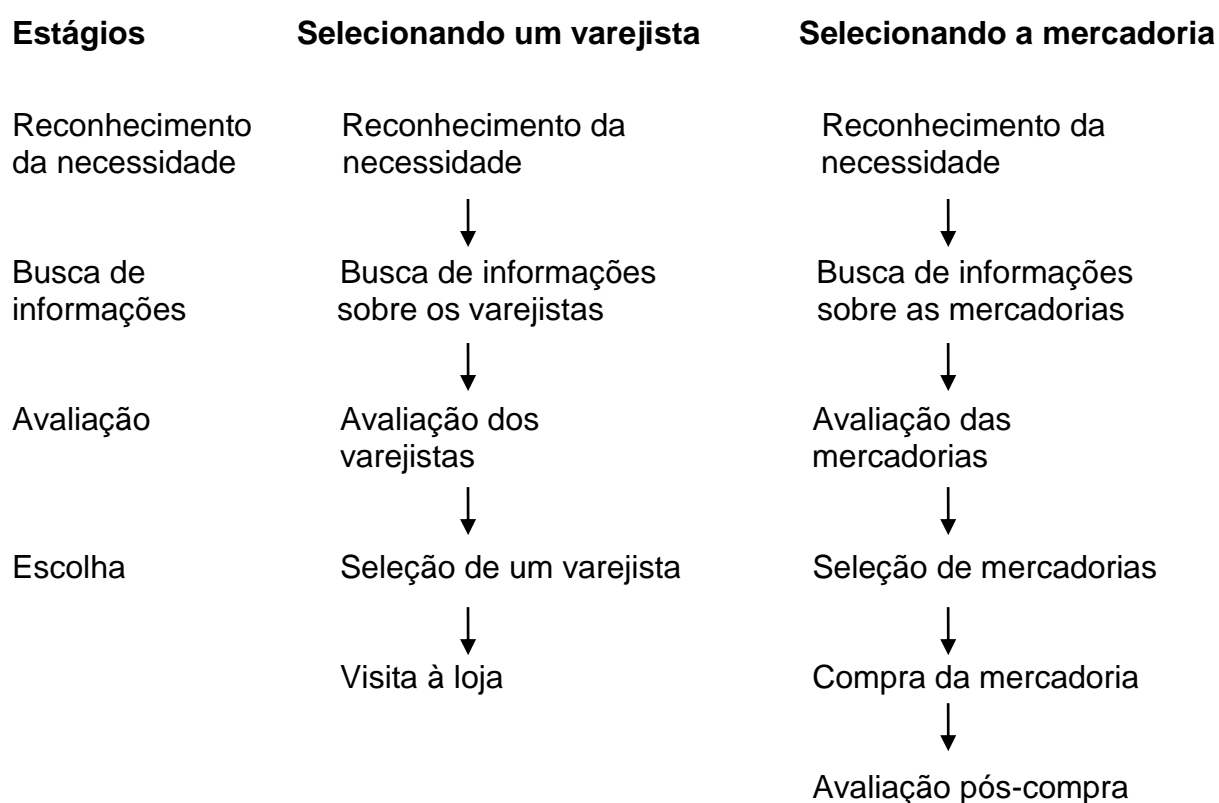 Estágios Selecionando um varejista Selecionando a mercadoria
Reconhecimento Reconhecimento da Reconhecimento da
da necessidade necessidade necessidade
Busca de Busca de informações Busca de informações
informações sobre os varejistas sobre as mercadorias
Avaliação Avaliação dos Avaliação das
varejistas mercadorias
Escolha Seleção de um varejista Seleção de mercadorias
Visita à loja Compra da mercadoria
Avaliação pós-compra